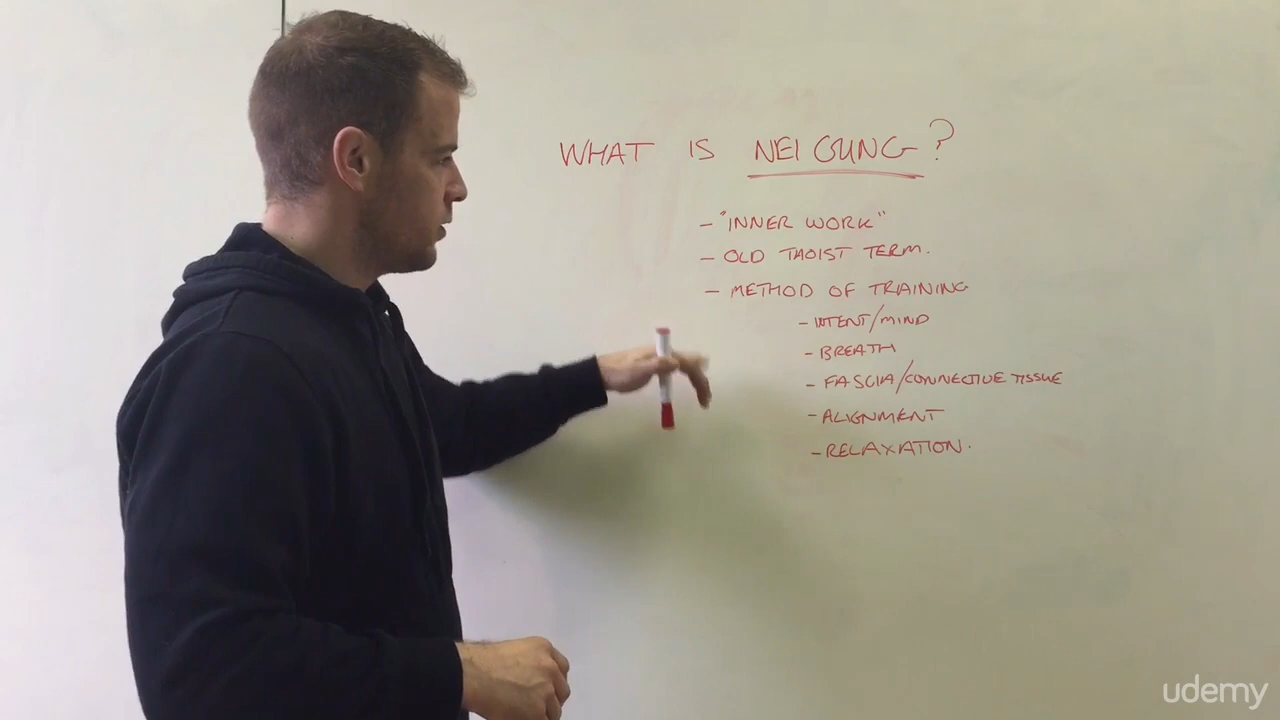 WHAT IS NEI GUNG?
- "INNER WORK"
- OLD TAOIST TERM.
- METHOD OF TRAINING
- INTENT/MIND
- BREATH
- FASCIA/CONNECTIVE TISSUE
- ALIGNMENT
- RELAXATION.
udemy